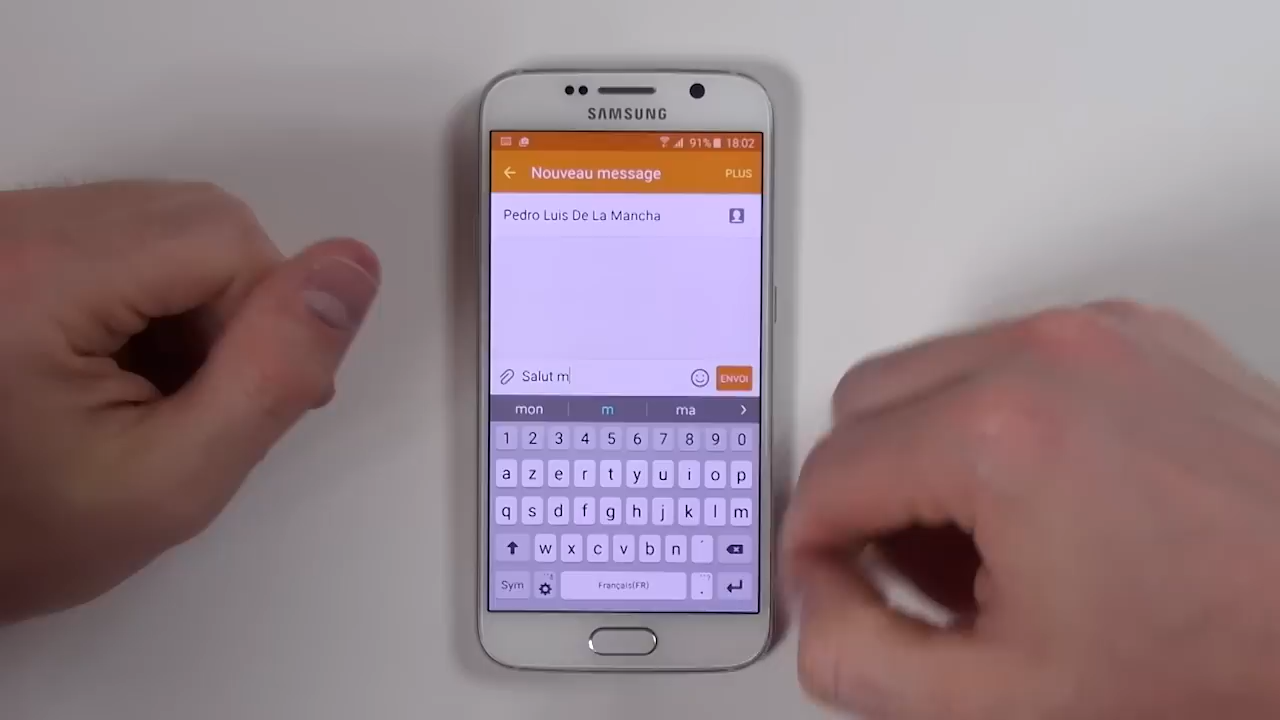 SAMSUNG
91% 18:02
Nouveau message PLUS
Pedro Luis De La Mancha
Salut m ENVOI
mon m ma
1 2 3 4 5 6 7 8 9 0
a z e r t y u i o p
q s d f g h j k l m
w x c v b n '
Sym Français(FR) .